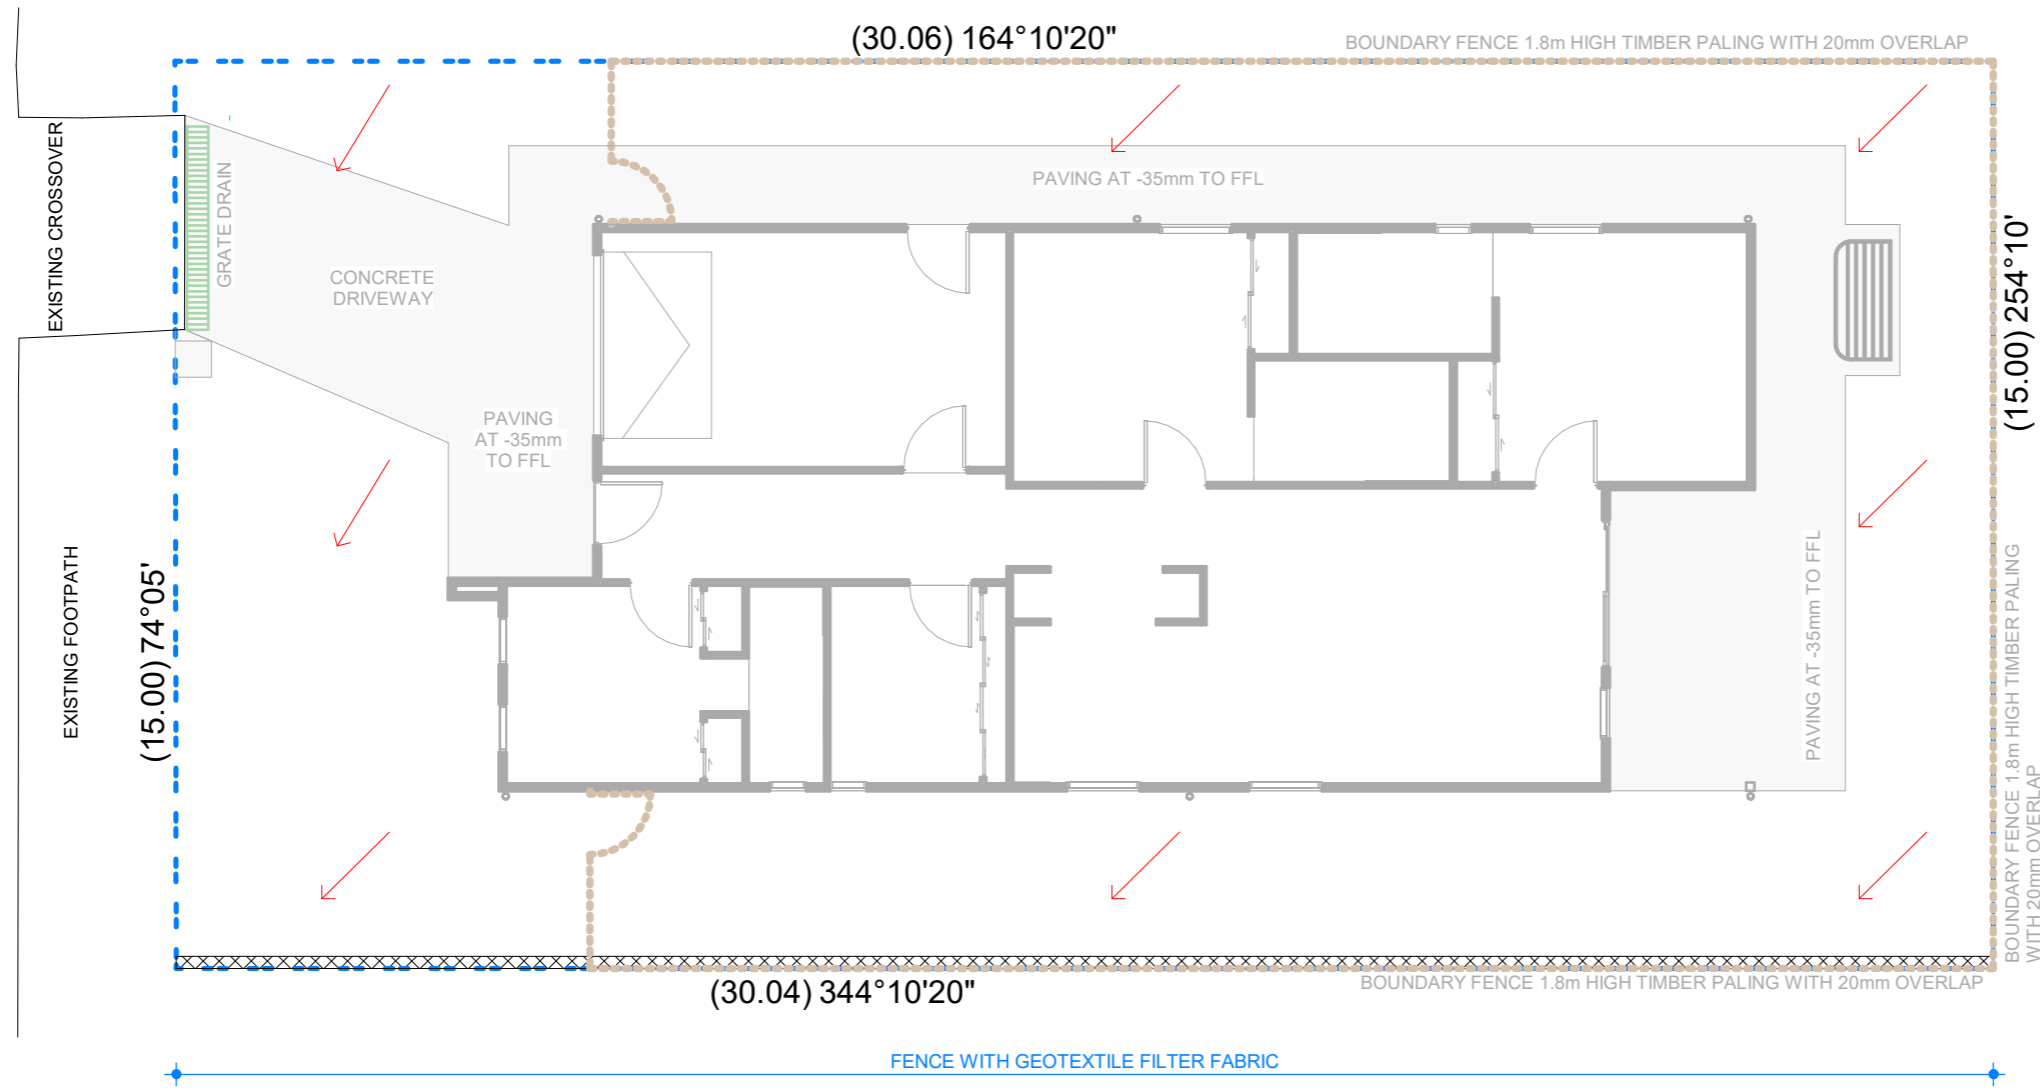 (30.06) 164°10'20"
BOUNDARY FENCE 1.8m HIGH TIMBER PALING WITH 20mm OVERLAP
EXISTING CROSSOVER
GRATE DRAIN
PAVING AT -35mm TO FFL
CONCRETE
DRIVEWAY
(15.00) 254°10'
PAVING
AT -35mm
TO FFL
EXISTING FOOTPATH
(15.00) 74°05'
PAVING AT -35mm TO FFL
BOUNDARY FENCE 1.8m HIGH TIMBER PALING
WITH 20mm OVERLAP
BOUNDARY FENCE 1.8m HIGH TIMBER PALING WITH 20mm OVERLAP
(30.04) 344°10'20"
FENCE WITH GEOTEXTILE FILTER FABRIC